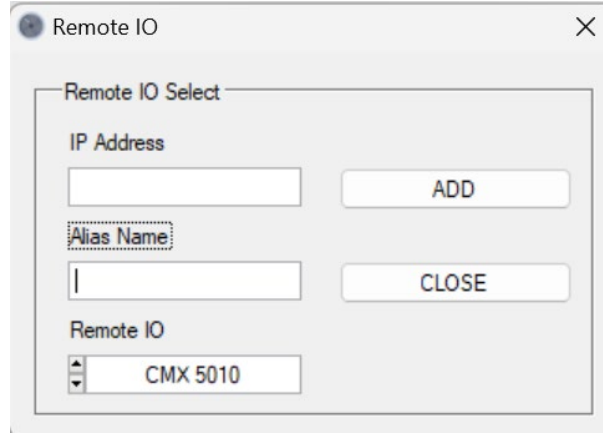 Remote IO
Remote IO Select
IP Address
ADD
Alias Name
CLOSE
Remote IO
CMX 5010